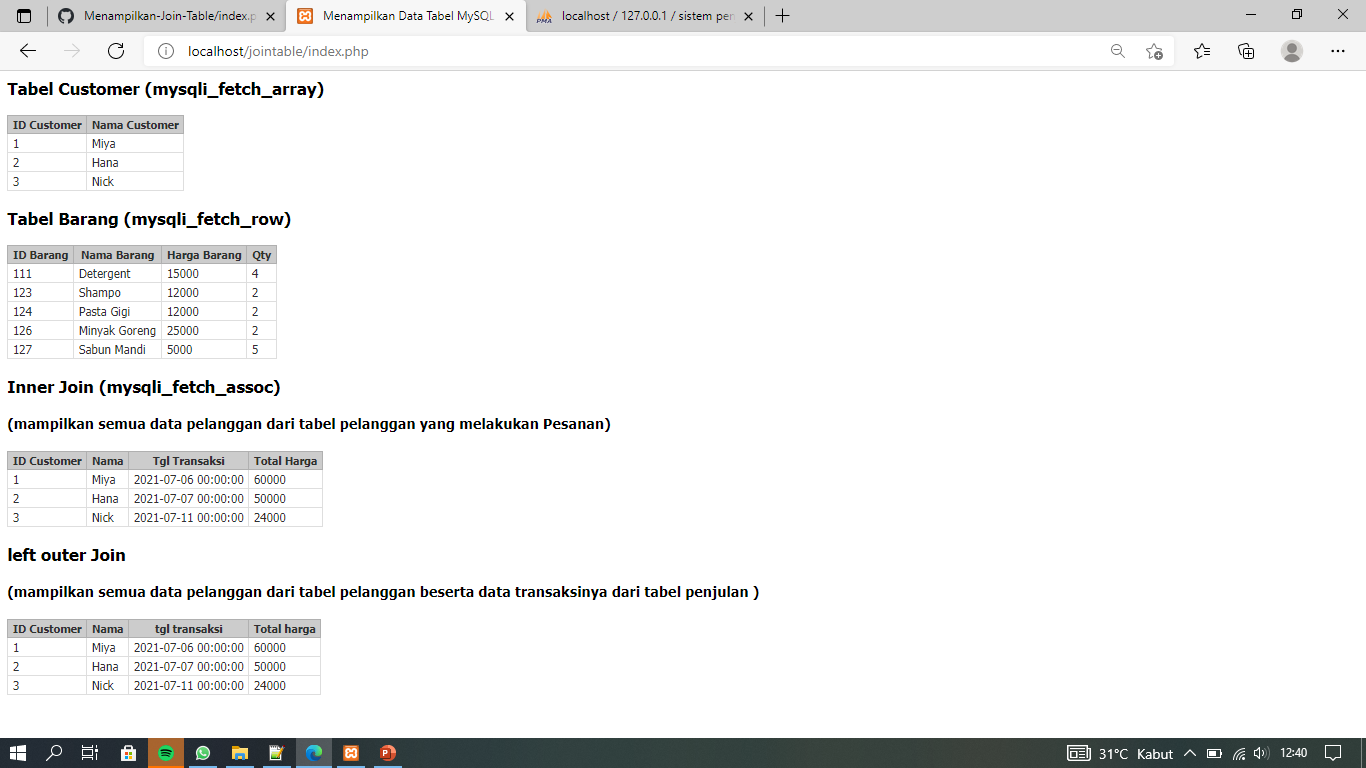 Menampilkan-Join-Table/index.p
Menampilkan Data Tabel MySQL
localhost / 127.0.0.1 / sistem pen
localhost/jointable/index.php
Tabel Customer (mysqli_fetch_array)
ID Customer Nama Customer
1 Miya
2 Hana
3 Nick
Tabel Barang (mysqli_fetch_row)
ID Barang Nama Barang Harga Barang Qty
111 Detergent 15000 4
123 Shampo 12000 2
124 Pasta Gigi 12000 2
126 Minyak Goreng 25000 2
127 Sabun Mandi 5000 5
Inner Join (mysqli_fetch_assoc)
(mampilkan semua data pelanggan dari tabel pelanggan yang melakukan Pesanan)
ID Customer Nama Tgl Transaksi Total Harga
1 Miya 2021-07-06 00:00:00 60000
2 Hana 2021-07-07 00:00:00 50000
3 Nick 2021-07-11 00:00:00 24000
left outer Join
(mampilkan semua data pelanggan dari tabel pelanggan beserta data transaksinya dari tabel penjulan )
ID Customer Nama tgl transaksi Total harga
1 Miya 2021-07-06 00:00:00 60000
2 Hana 2021-07-07 00:00:00 50000
3 Nick 2021-07-11 00:00:00 24000
31°C Kabut 12:40